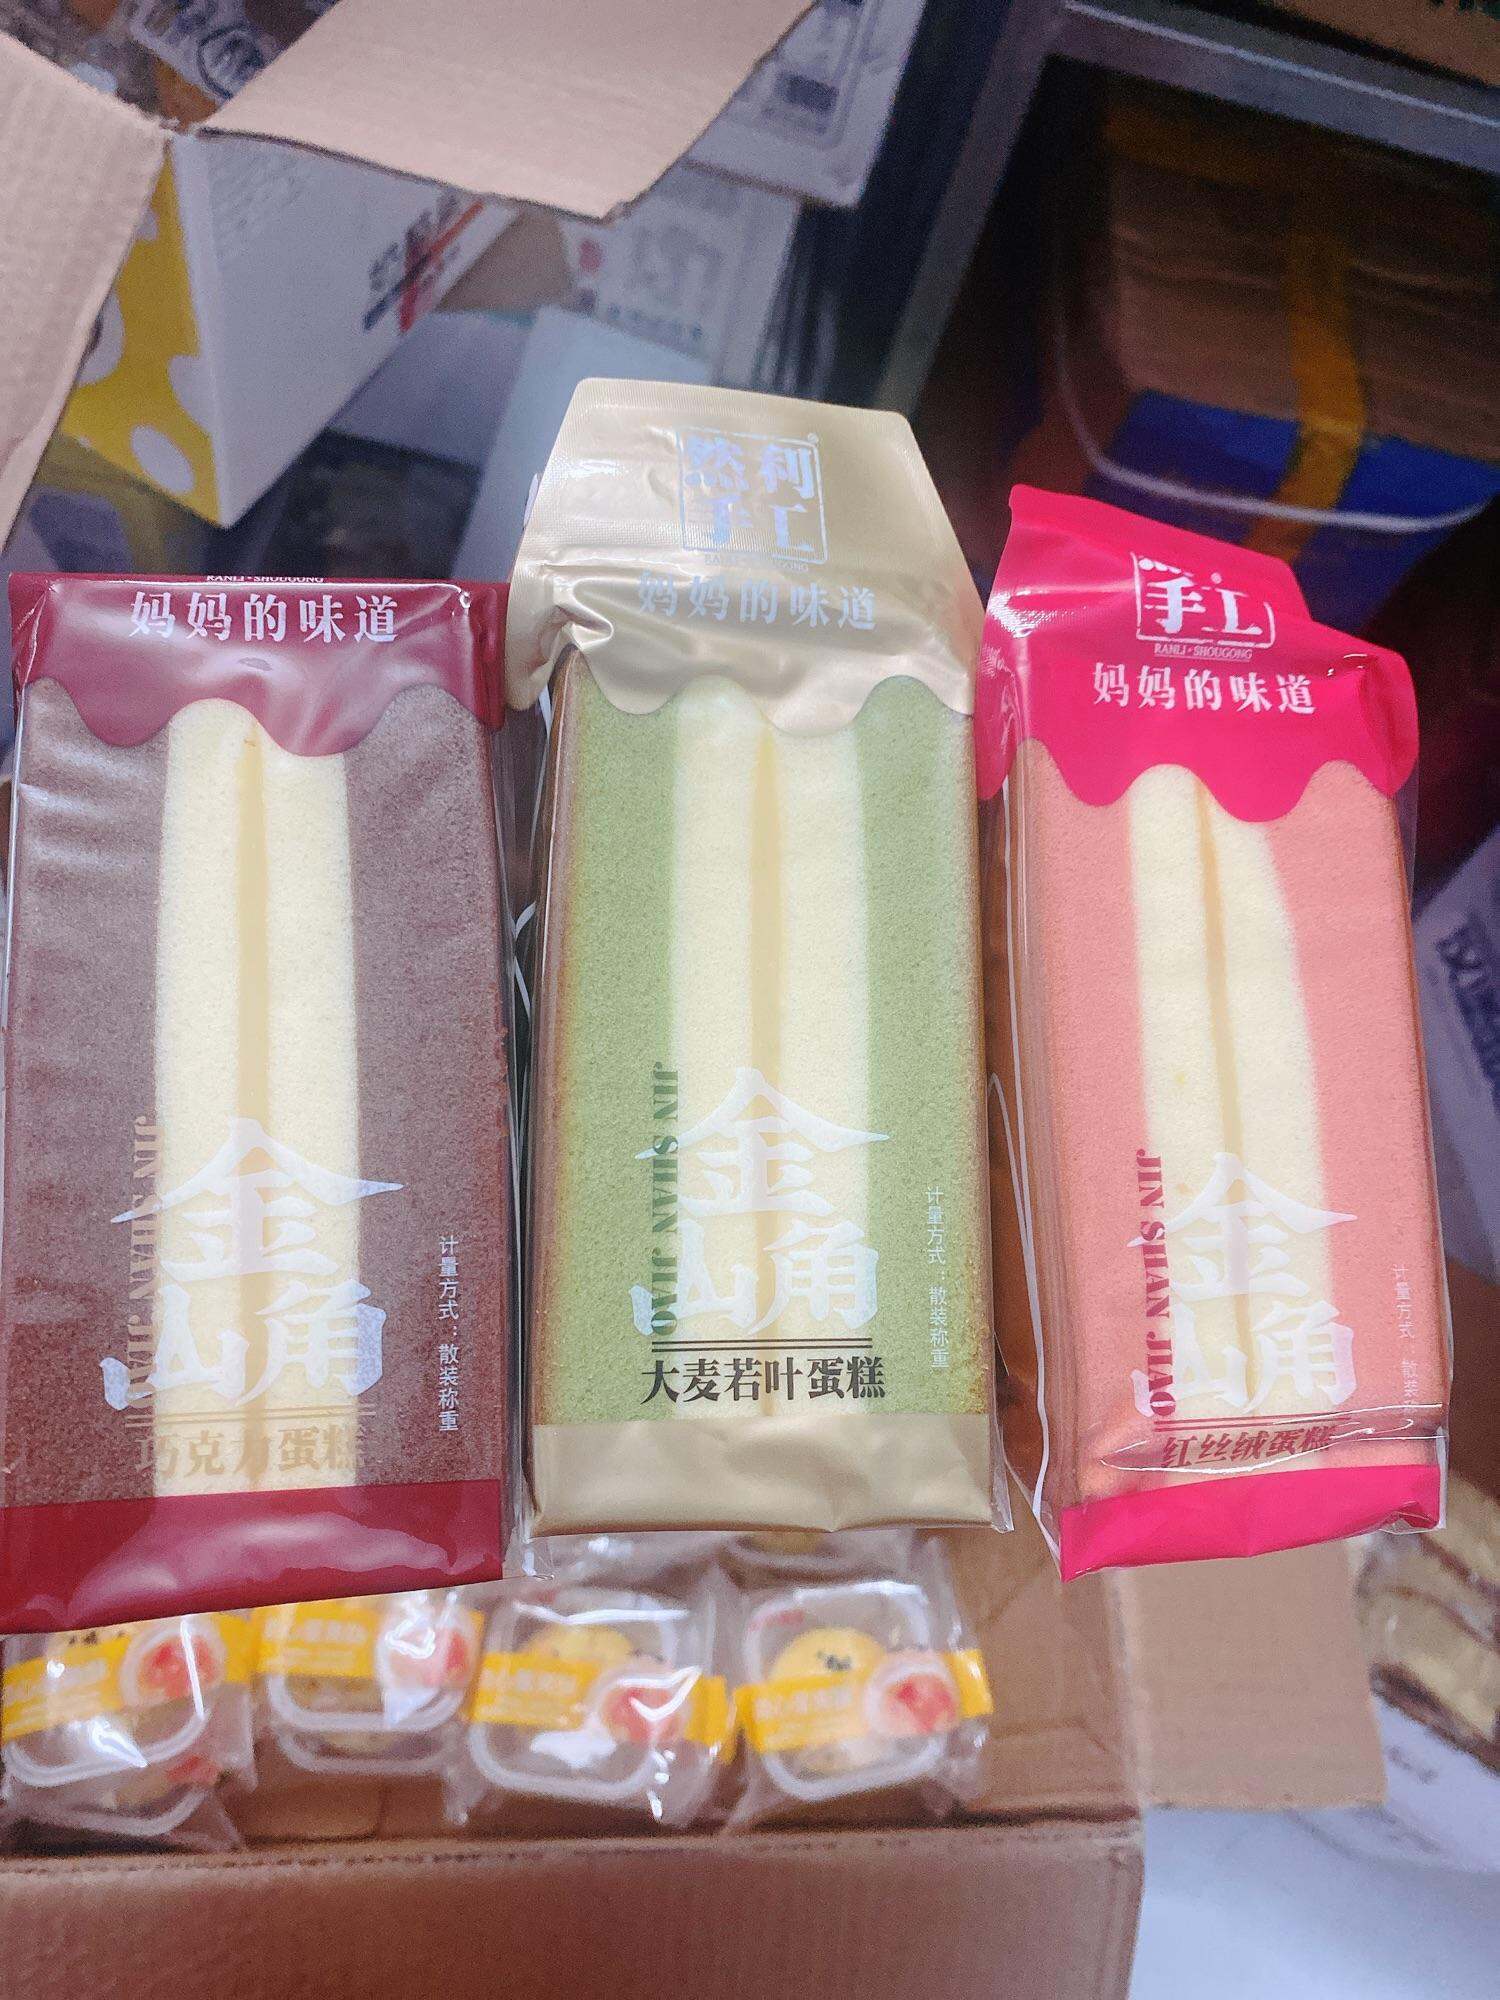 RANLI·SHOUGONG
妈妈的味道
JIN SHAN JIAO
金
山角
计量方式：散装称重
巧克力蛋糕
然利
手工
RANLI·SHOUGONG
妈妈的味道
JIN SHAN JIAO
金
山角
计量方式：散装称重
大麦若叶蛋糕
手工
RANLI·SHOUGONG
妈妈的味道
JIN SHAN JIAO
金
山角
计量方式：散装
红丝绒蛋糕